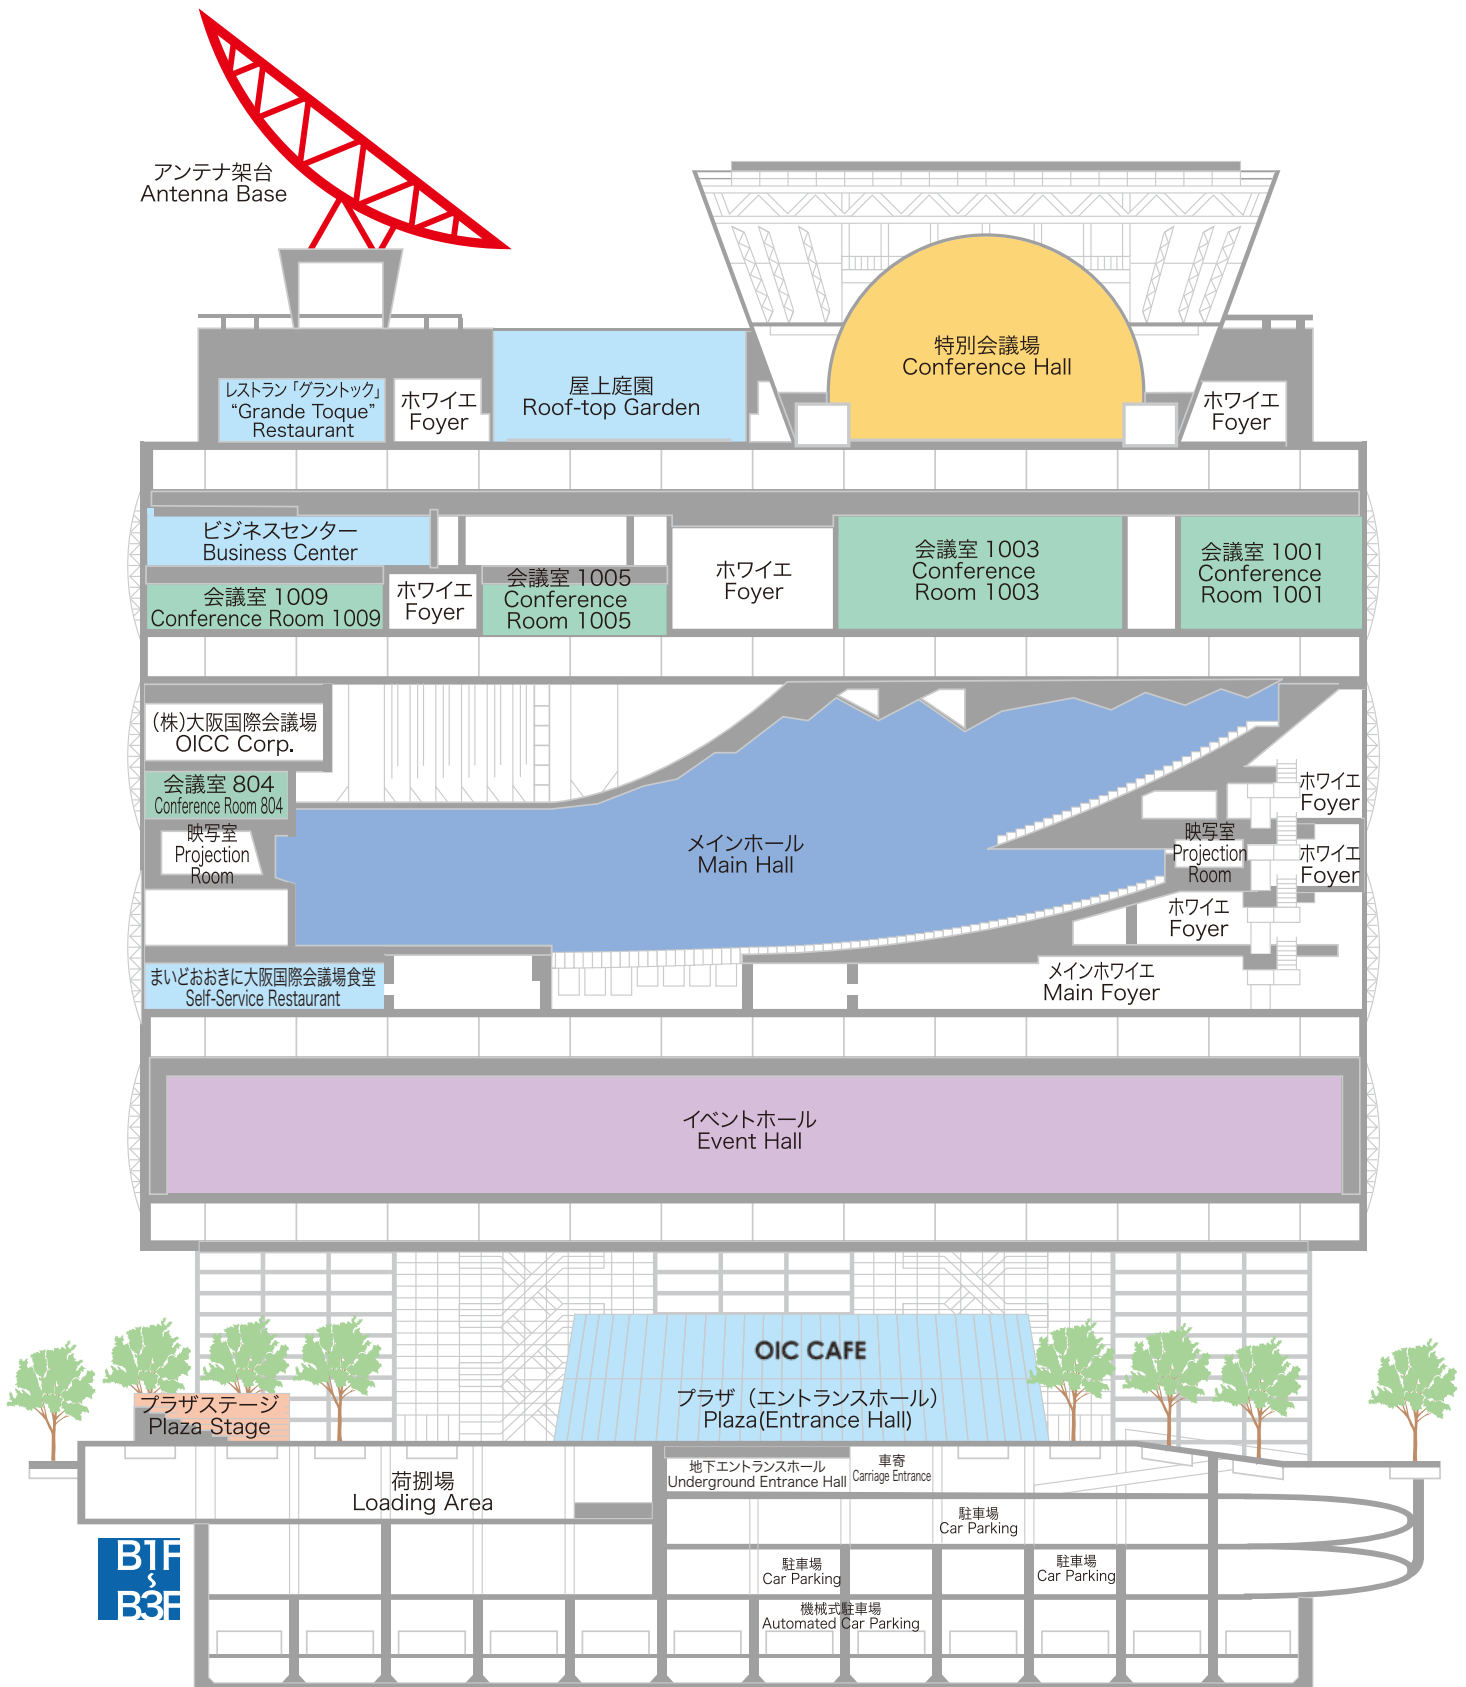 アンテナ架台
Antenna Base
特別会議場
Conference Hall
レストラン「グラントック」
“Grande Toque”
Restaurant
ホワイエ
Foyer
屋上庭園
Roof-top Garden
ホワイエ
Foyer
ビジネスセンター
Business Center
会議室 1009
Conference Room 1009
ホワイエ
Foyer
会議室 1005
Conference
Room 1005
ホワイエ
Foyer
会議室 1003
Conference
Room 1003
会議室 1001
Conference
Room 1001
(株)大阪国際会議場
OICC Corp.
会議室 804
Conference Room 804
映写室
Projection
Room
メインホール
Main Hall
ホワイエ
Foyer
映写室
Projection
Room
ホワイエ
Foyer
ホワイエ
Foyer
まいどおおきに大阪国際会議場食堂
Self-Service Restaurant
メインホワイエ
Main Foyer
イベントホール
Event Hall
OIC CAFE
プラザ（エントランスホール）
Plaza(Entrance Hall)
プラザステージ
Plaza Stage
荷捌場
Loading Area
地下エントランスホール
Underground Entrance Hall
車寄
Carriage Entrance
駐車場
Car Parking
駐車場
Car Parking
駐車場
Car Parking
機械式駐車場
Automated Car Parking
B1F
~
B3F